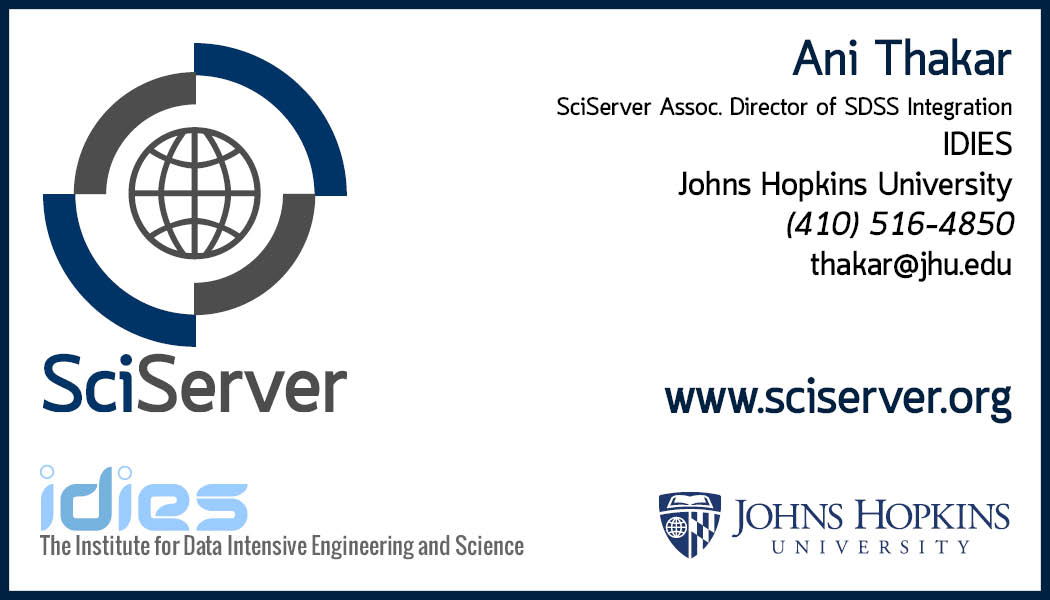 Ani Thakar
SciServer Assoc. Director of SDSS Integration
IDIES
Johns Hopkins University
(410) 516-4850
thakar@jhu.edu
SciServer
www.sciserver.org
idies
The Institute for Data Intensive Engineering and Science
JOHNS HOPKINS
UNIVERSITY